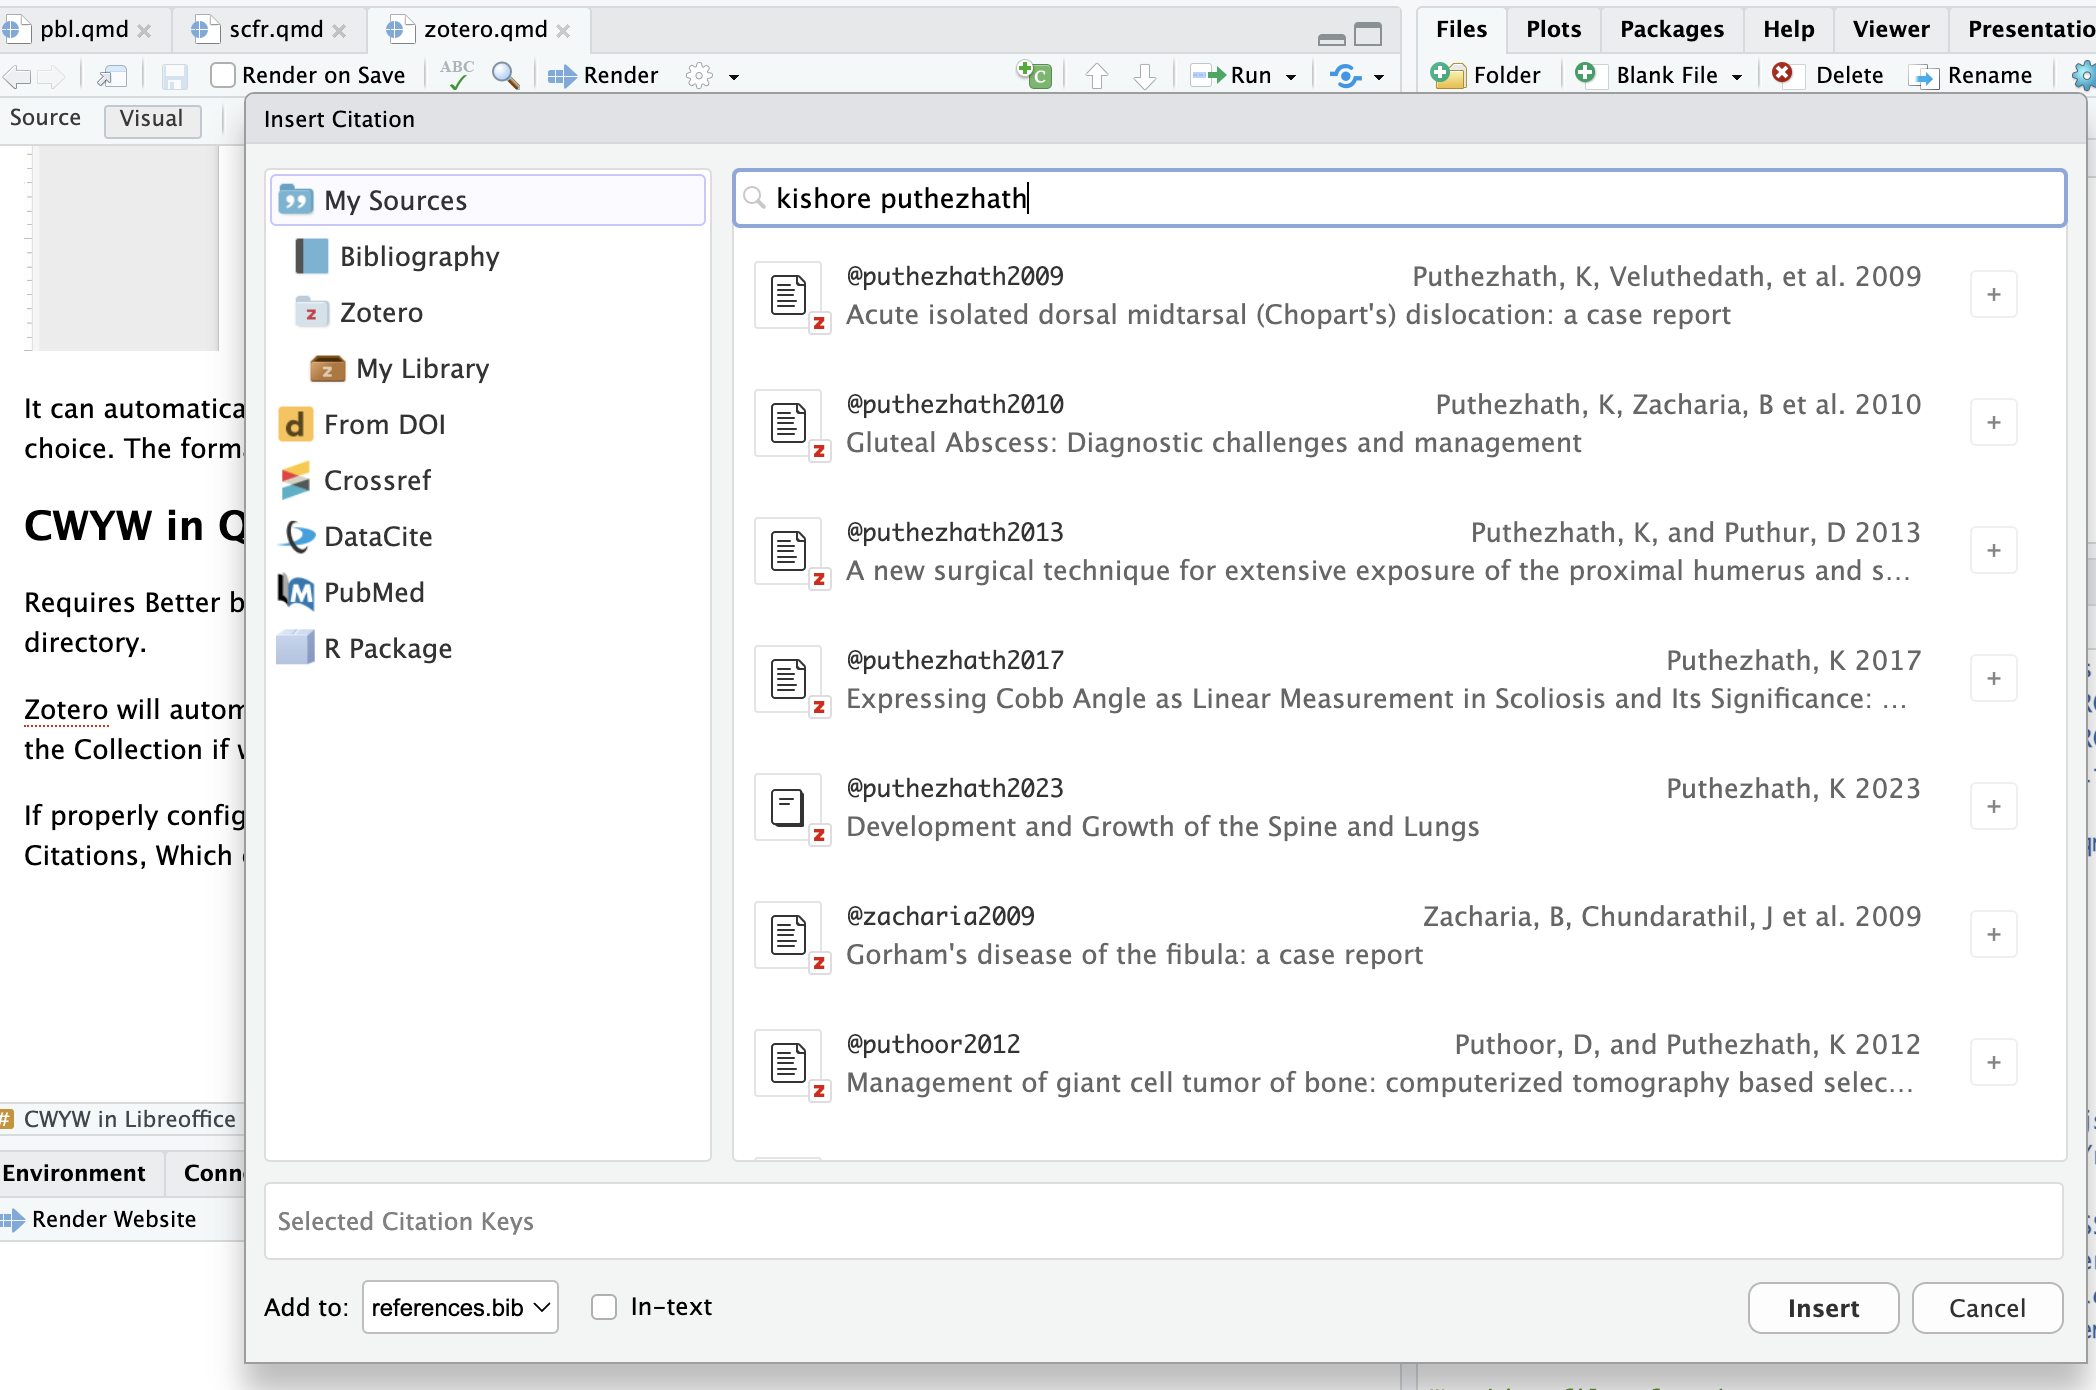 pbl.qmd
scfr.qmd
zotero.qmd
Files
Plots
Packages
Help
Viewer
Presentatio
Render on Save
ABC
Render
Run
Folder
Blank File
Delete
Rename
Source
Visual
It can automatica
choice. The form
CWYW in Q
Requires Better b
directory.
Zotero will autom
the Collection if w
If properly config
Citations, Which
CWYW in Libreoffice
Environment
Conn
Render Website
Insert Citation
My Sources
Bibliography
Zotero
My Library
From DOI
Crossref
DataCite
PubMed
R Package
kishore puthezhath
@puthezhath2009
Puthezhath, K, Veluthedath, et al. 2009
Acute isolated dorsal midtarsal (Chopart's) dislocation: a case report
@puthezhath2010
Puthezhath, K, Zacharia, B et al. 2010
Gluteal Abscess: Diagnostic challenges and management
@puthezhath2013
Puthezhath, K, and Puthur, D 2013
A new surgical technique for extensive exposure of the proximal humerus and s...
@puthezhath2017
Puthezhath, K 2017
Expressing Cobb Angle as Linear Measurement in Scoliosis and Its Significance: ...
@puthezhath2023
Puthezhath, K 2023
Development and Growth of the Spine and Lungs
@zacharia2009
Zacharia, B, Chundarathil, J et al. 2009
Gorham's disease of the fibula: a case report
@puthoor2012
Puthoor, D, and Puthezhath, K 2012
Management of giant cell tumor of bone: computerized tomography based selec...
Selected Citation Keys
Add to:
references.bib
In-text
Insert
Cancel